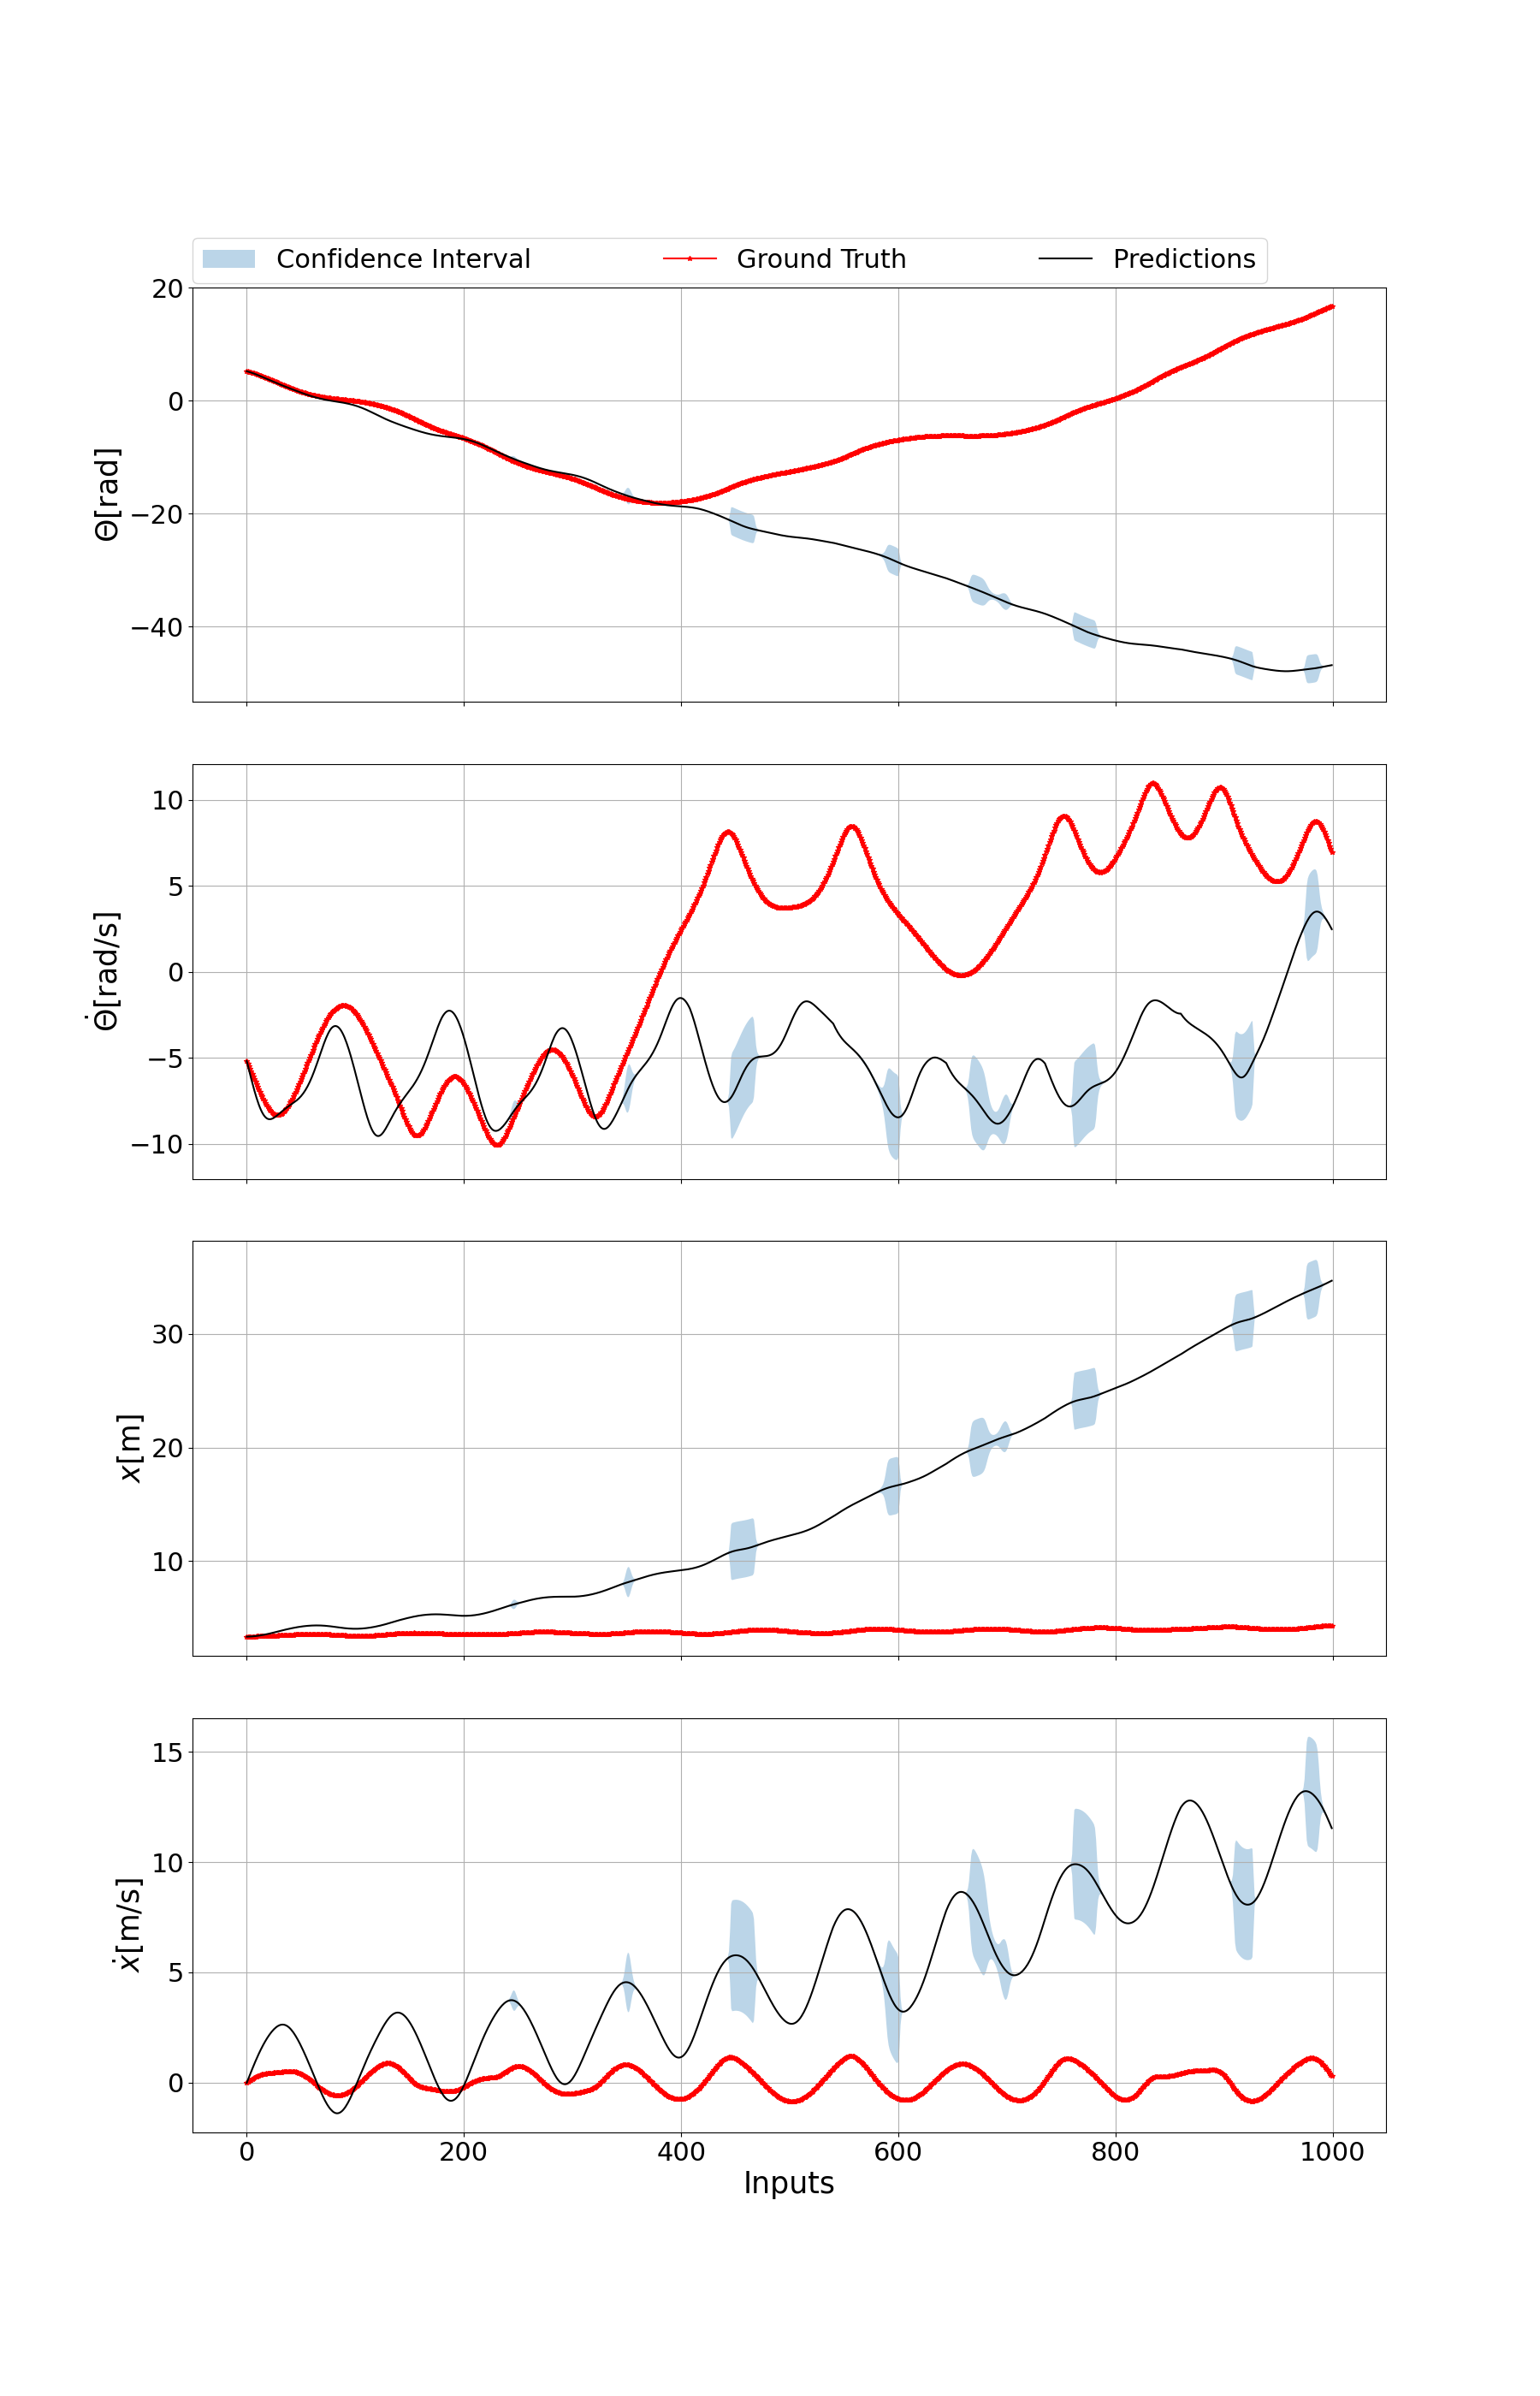 Confidence Interval Ground Truth Predictions
20
0
−20
−40
Θ[rad]
10
5
0
−5
−10
Θ̇[rad/s]
30
20
10
x[m]
15
10
5
0
ẋ[m/s]
0 200 400 600 800 1000
Inputs